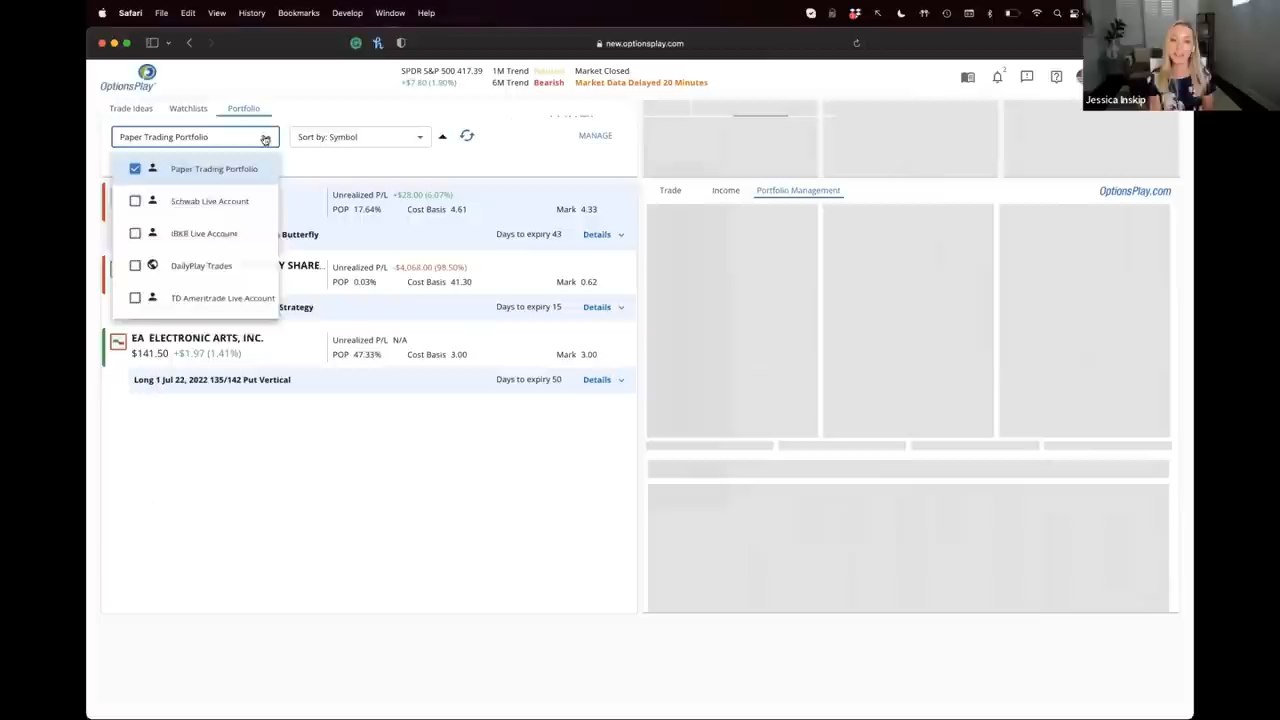 Safari File Edit View History Bookmarks Develop Window Help
new.optionsplay.com
Jessica Inskip
OptionsPlay
SPDR S&P 500 417.39 1M Trend Neutral Market Closed
+$7.80 (1.90%) 6M Trend Bearish Market Data Delayed 20 Minutes
2
Trade Ideas Watchlists Portfolio
Paper Trading Portfolio Sort by: Symbol MANAGE
Paper Trading Portfolio
Schwab Live Account
IBKR Live Account
DailyPlay Trades
TD Ameritrade Live Account
Unrealized P/L +$28.00 (6.07%)
POP 17.64% Cost Basis 4.61 Mark 4.33
Butterfly Days to expiry 43 Details
Y SHARE...
Unrealized P/L -$4,068.00 (98.50%)
POP 0.03% Cost Basis 41.30 Mark 0.62
Strategy Days to expiry 15 Details
EA ELECTRONIC ARTS, INC. Unrealized P/L N/A
$141.50 +$1.97 (1.41%) POP 47.33% Cost Basis 3.00 Mark 3.00
Long 1 Jul 22, 2022 135/142 Put Vertical Days to expiry 50 Details
Trade Income Portfolio Management OptionsPlay.com